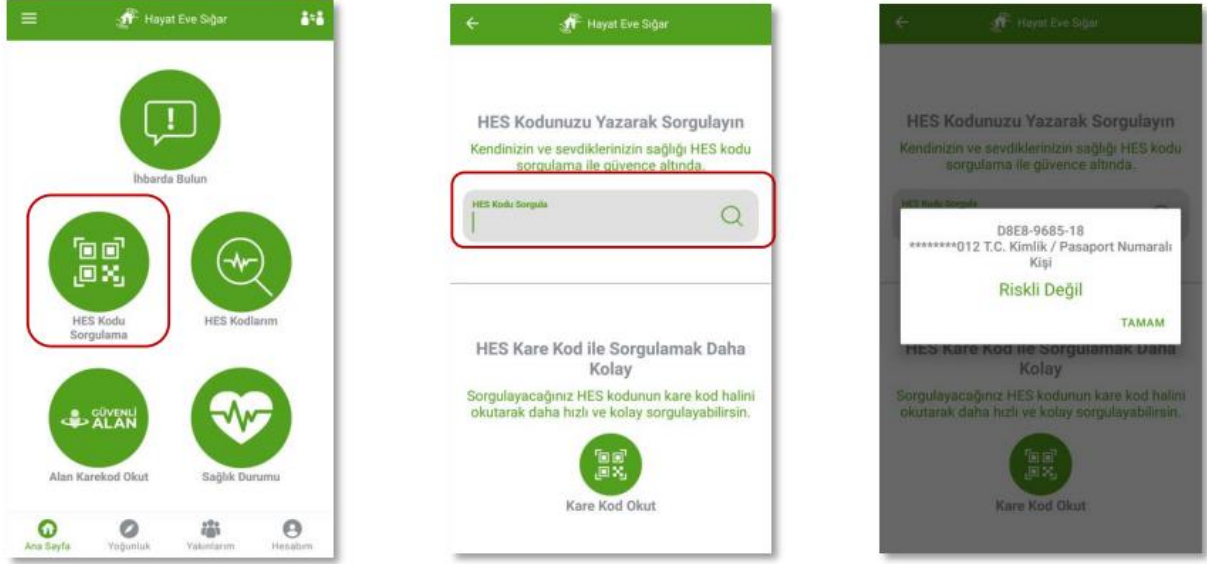 Hayat Eve Sığar
İhbarda Bulun
HES Kodu
Sorgulama
HES Kodlarım
GÜVENLİ
ALAN
Alan Karekod Okut
Sağlık Durumu
Ana Sayfa
Yoğunluk
Yakınlarım
Hesabım
Hayat Eve Sığar
HES Kodunuzu Yazarak Sorgulayın
Kendinizin ve sevdiklerinizin sağlığı HES kodu
sorgulama ile güvence altında.
HES Kodu Sorgula
HES Kare Kod ile Sorgulamak Daha
Kolay
Sorgulayacağınız HES kodunun kare kod halini
okutarak daha hızlı ve kolay sorgulayabilirsin.
Kare Kod Okut
Hayat Eve Sığar
HES Kodunuzu Yazarak Sorgulayın
Kendinizin ve sevdiklerinizin sağlığı HES kodu
sorgulama ile güvence altında.
HES Kodu Sorgula
D8E8-9685-18
********012 T.C. Kimlik / Pasaport Numaralı
Kişi
Riskli Değil
TAMAM
HES Kare Kod ile Sorgulamak Daha
Kolay
Sorgulayacağınız HES kodunun kare kod halini
okutarak daha hızlı ve kolay sorgulayabilirsin.
Kare Kod Okut